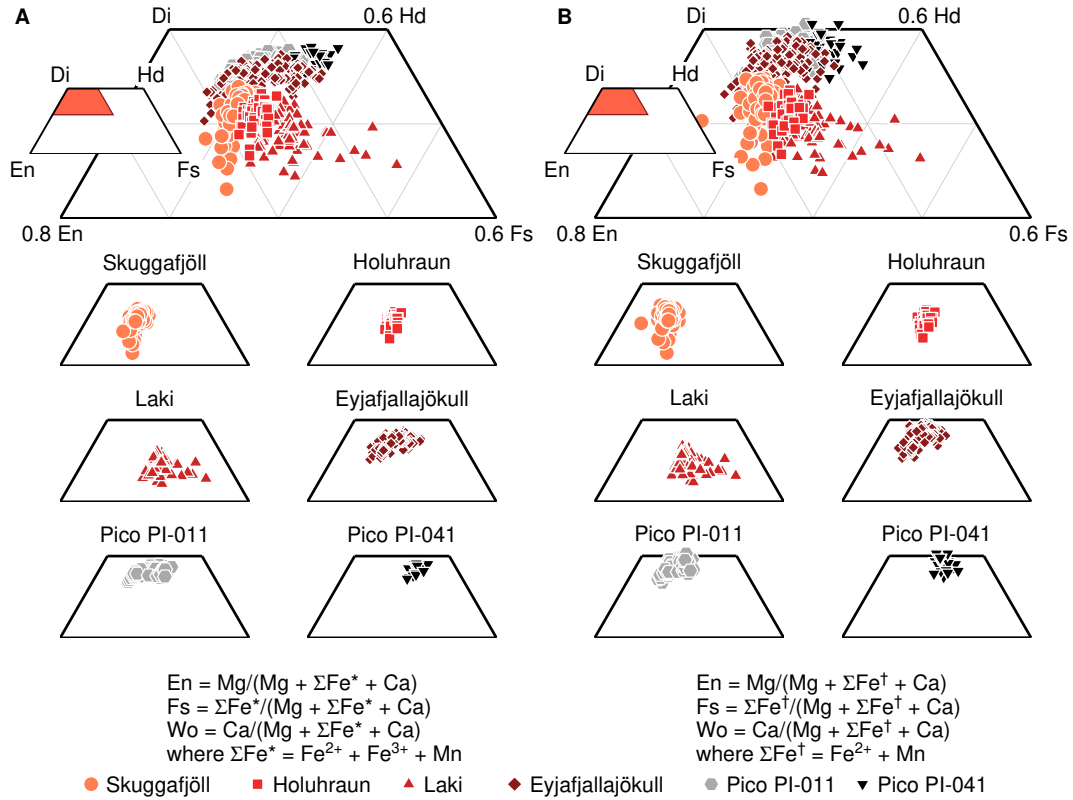 A
B
Di
0.6 Hd
Di
0.6 Hd
Di
Hd
Di
Hd
En
Fs
En
Fs
0.8 En
0.6 Fs
0.8 En
0.6 Fs
Skuggafjöll
Holuhraun
Skuggafjöll
Holuhraun
Laki
Eyjafjallajökull
Laki
Eyjafjallajökull
Pico PI-011
Pico PI-041
Pico PI-011
Pico PI-041
En = Mg/(Mg + ΣFe* + Ca)
Fs = ΣFe*/(Mg + ΣFe* + Ca)
Wo = Ca/(Mg + ΣFe* + Ca)
where ΣFe* = Fe²⁺ + Fe³⁺ + Mn
En = Mg/(Mg + ΣFe† + Ca)
Fs = ΣFe†/(Mg + ΣFe† + Ca)
Wo = Ca/(Mg + ΣFe† + Ca)
where ΣFe† = Fe²⁺ + Mn
Skuggafjöll
Holuhraun
Laki
Eyjafjallajökull
Pico PI-011
Pico PI-041